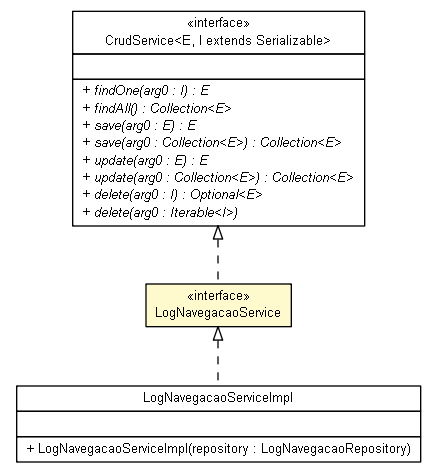 «interface»
CrudService<E, I extends Serializable>
+ findOne(arg0 : I) : E
+ findAll() : Collection<E>
+ save(arg0 : E) : E
+ save(arg0 : Collection<E>) : Collection<E>
+ update(arg0 : E) : E
+ update(arg0 : Collection<E>) : Collection<E>
+ delete(arg0 : I) : Optional<E>
+ delete(arg0 : Iterable<I>)
«interface»
LogNavegacaoService
LogNavegacaoServiceImpl
+ LogNavegacaoServiceImpl(repository : LogNavegacaoRepository)